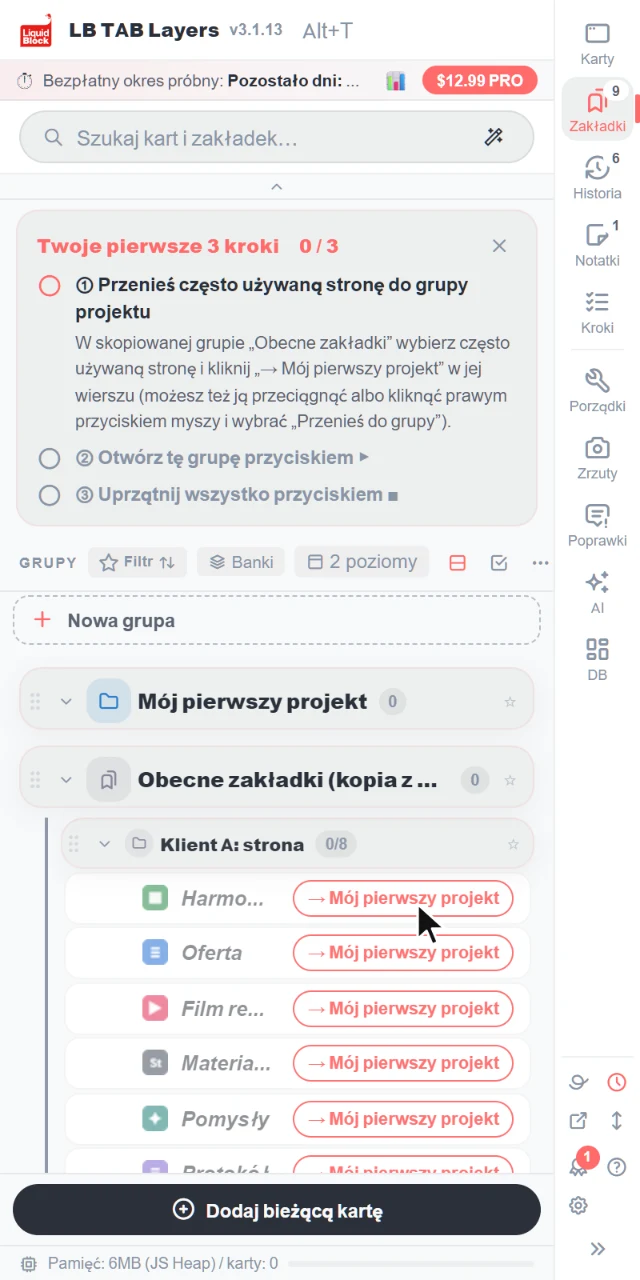 Liquid Block
LB TAB Layers v3.1.13 Alt+T
Bezpłatny okres próbny: Pozostało dni: ...
$12.99 PRO
Szukaj kart i zakładek...
Twoje pierwsze 3 kroki 0 / 3
① Przenieś często używaną stronę do grupy
projektu
W skopiowanej grupie „Obecne zakładki” wybierz często
używaną stronę i kliknij „→ Mój pierwszy projekt” w jej
wierszu (możesz też ją przeciągnąć albo kliknąć prawym
przyciskiem myszy i wybrać „Przenieś do grupy”).
② Otwórz tę grupę przyciskiem ▶
③ Uprzątnij wszystko przyciskiem ■
GRUPY Filtr Banki 2 poziomy
Nowa grupa
Mój pierwszy projekt 0
Obecne zakładki (kopia z ... 0
Klient A: strona 0/8
Harmo... → Mój pierwszy projekt
Oferta → Mój pierwszy projekt
Film re... → Mój pierwszy projekt
St Materia... → Mój pierwszy projekt
Pomysły → Mój pierwszy projekt
Protokół → Mój pierwszy projekt
Dodaj bieżącą kartę
Pamięć: 6MB (JS Heap) / karty: 0
Karty
9
Zakładki
6
Historia
1
Notatki
Kroki
Porządki
Zrzuty
Poprawki
AI
DB
1